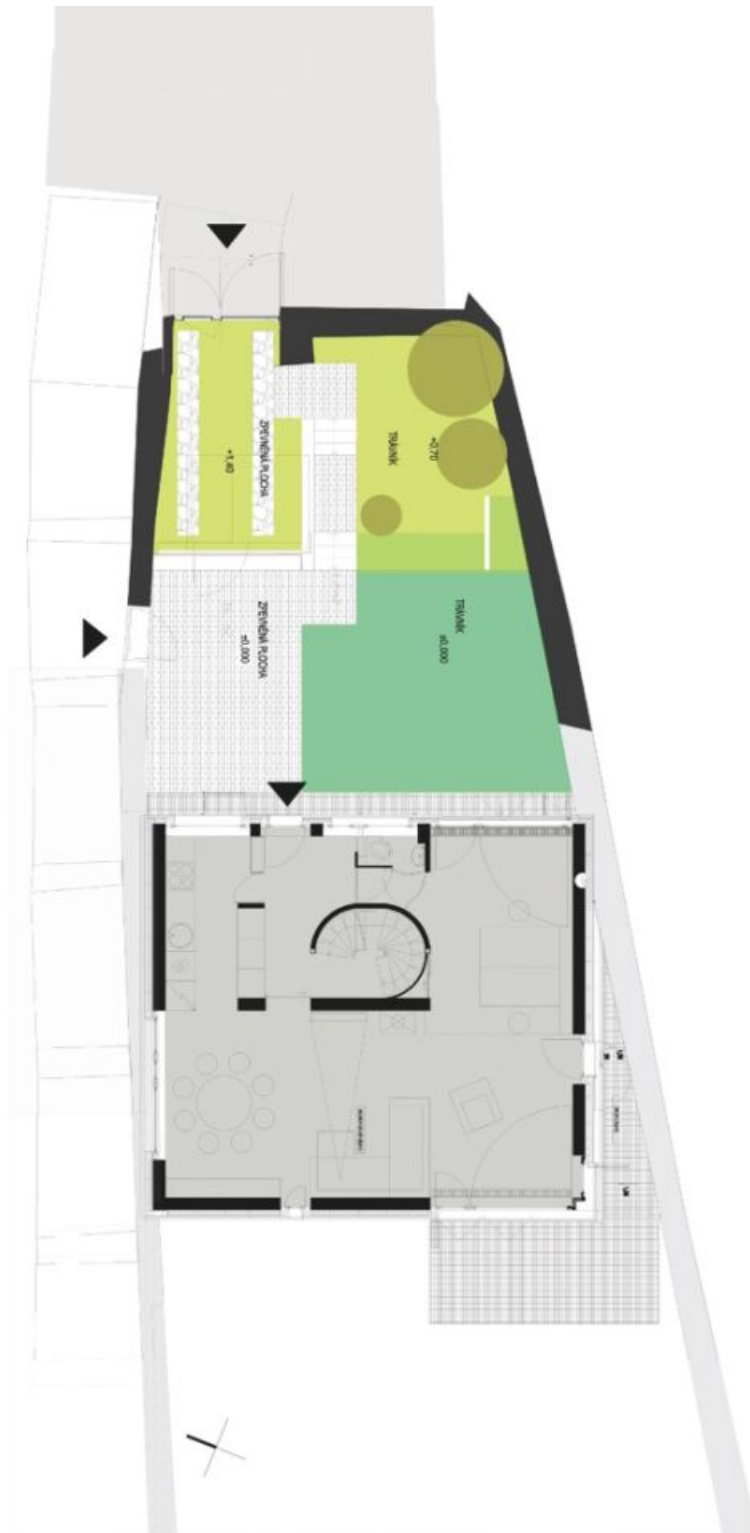 ZPEVNĚNÁ PLOCHA
+1,40
TRÁVNÍK
+0,70
ZPEVNĚNÁ PLOCHA
±0,000
TRÁVNÍK
±0,000